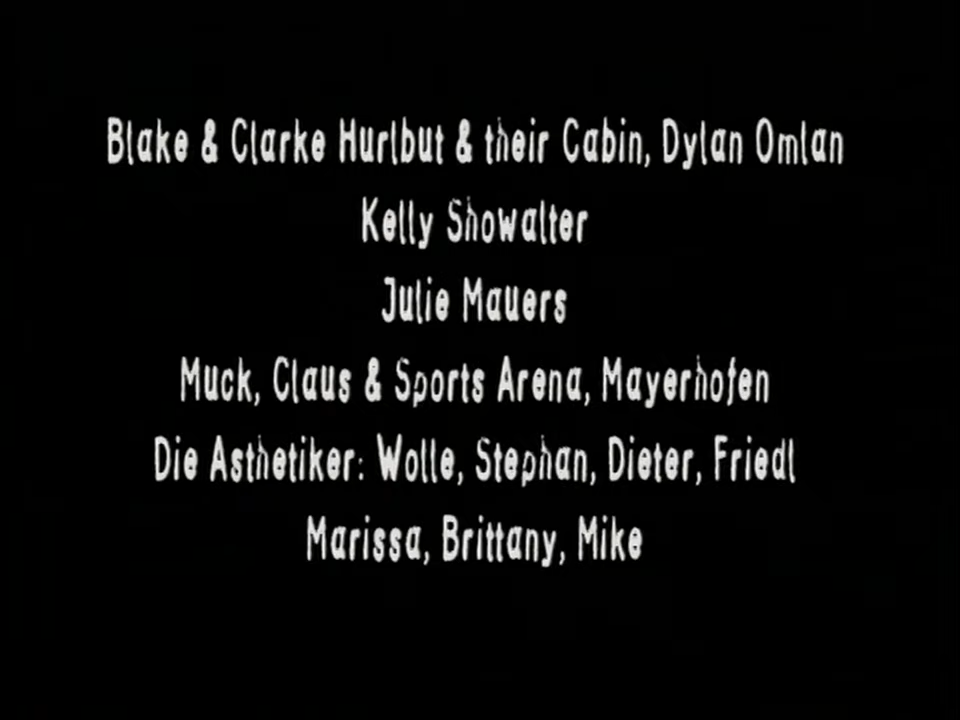 Blake & Clarke Hurlbut & their Cabin, Dylan Omlan
Kelly Showalter
Julie Mauers
Muck, Claus & Sports Arena, Mayerhofen
Die Asthetiker: Wolle, Stephan, Dieter, Friedl
Marissa, Brittany, Mike